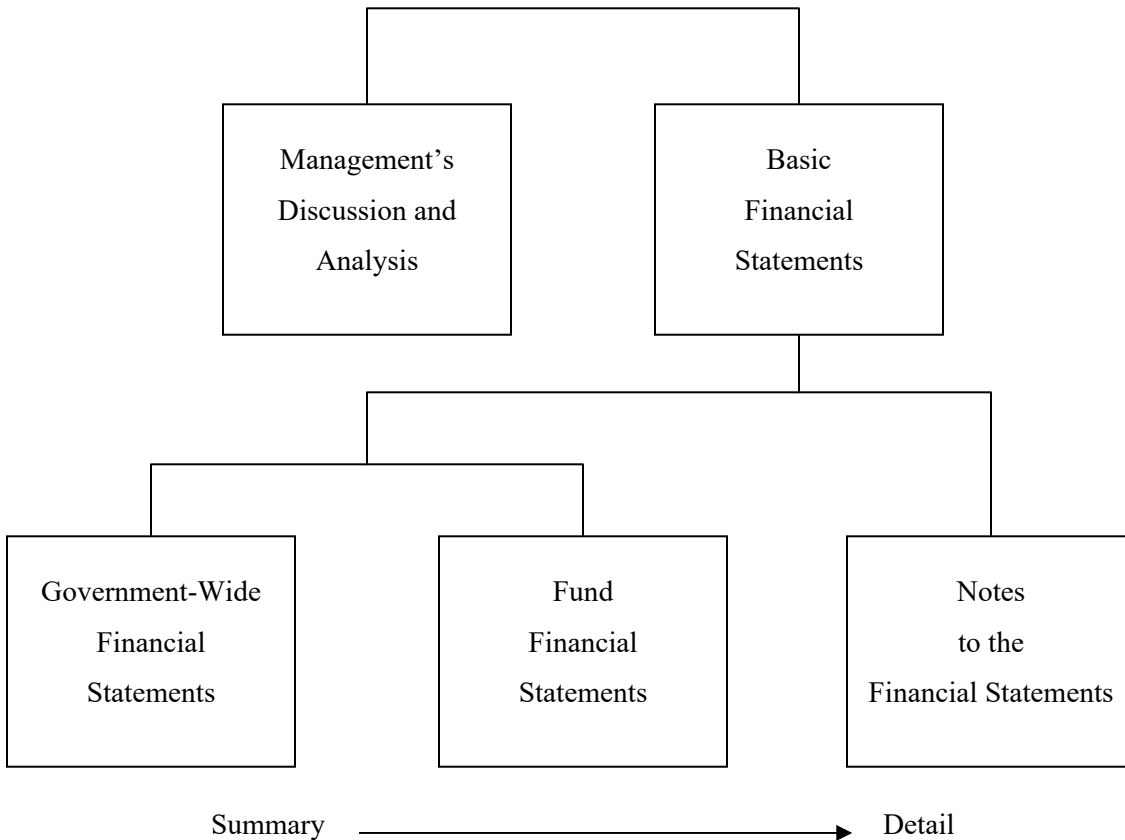 Management’s
Discussion and
Analysis
Basic
Financial
Statements
Government-Wide
Financial
Statements
Fund
Financial
Statements
Notes
to the
Financial Statements
Summary
Detail